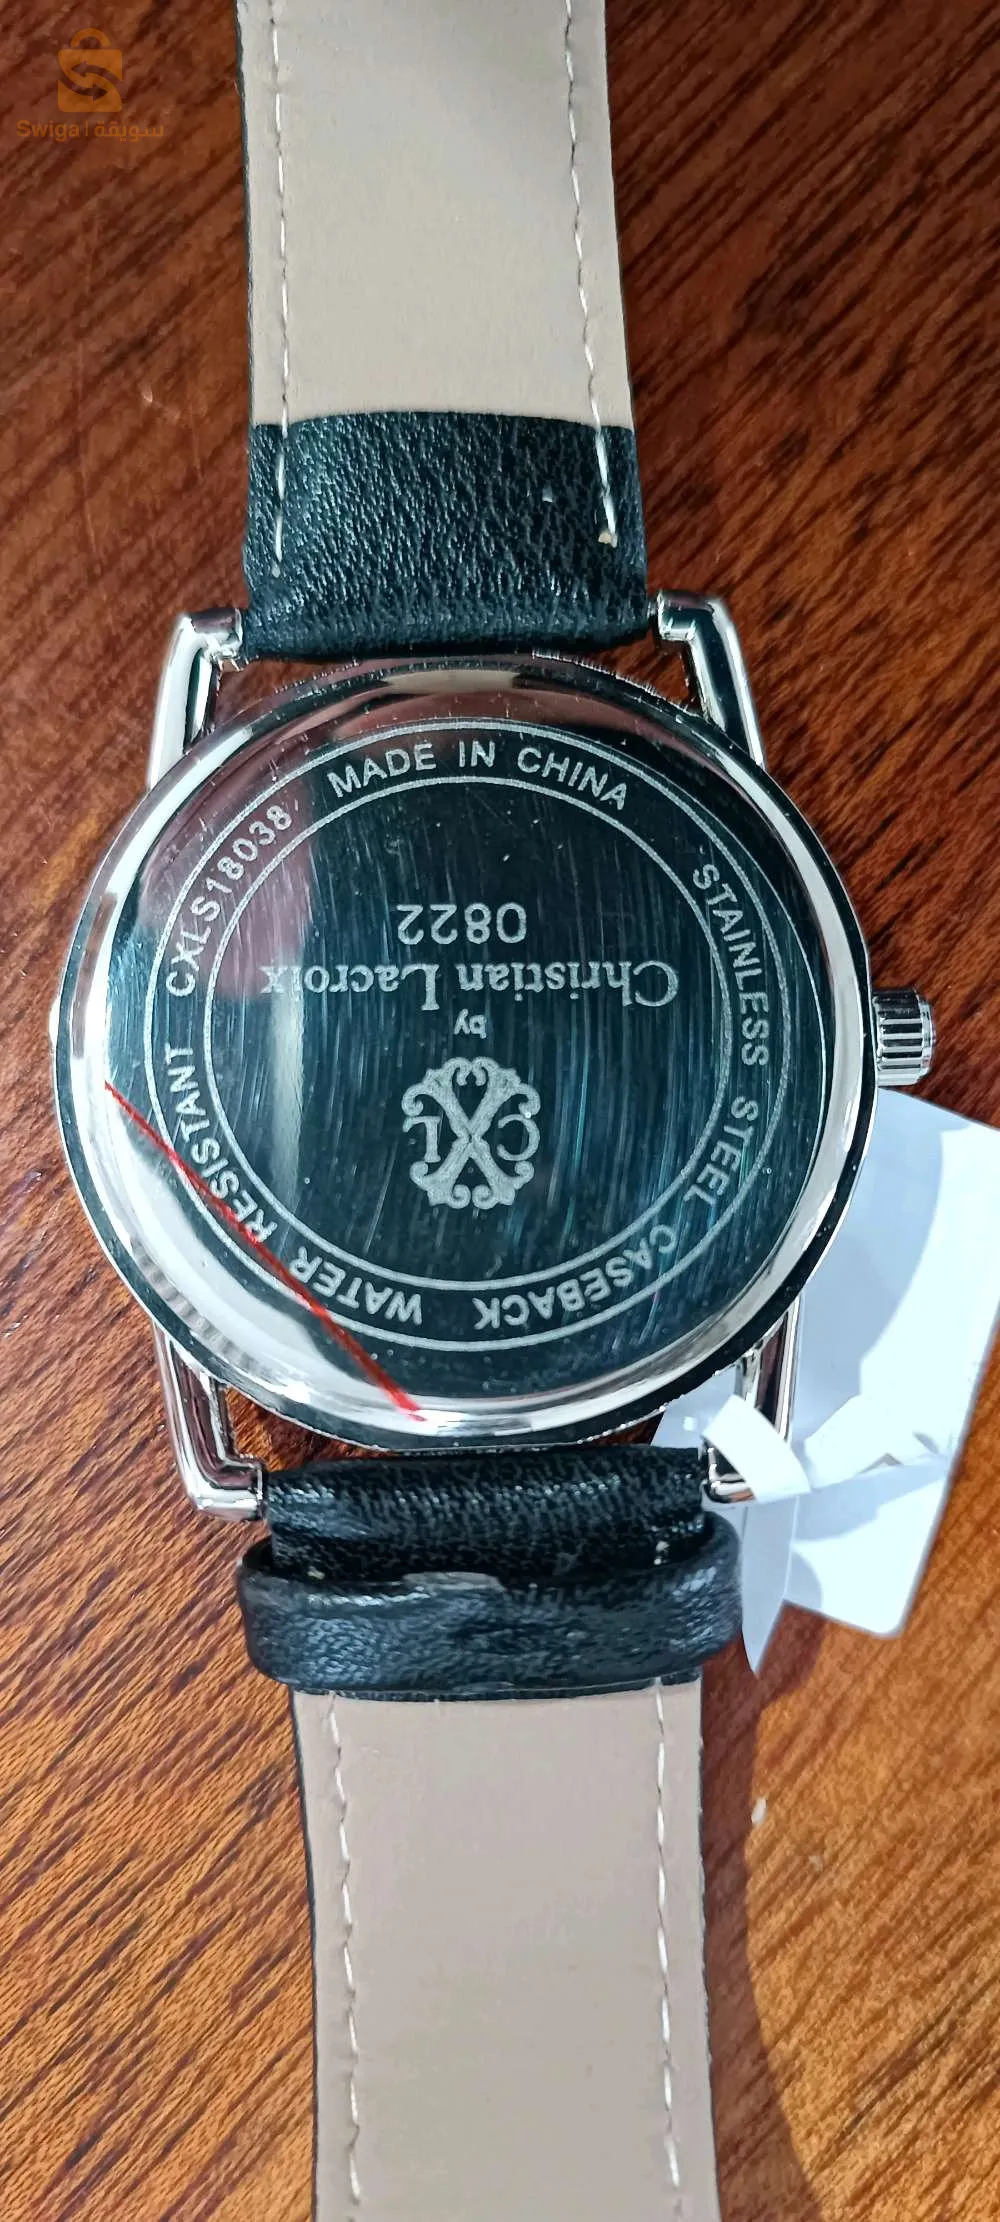 Swiga | سويقة
CXL
by
Christian Lacroix
0822
WATER RESISTANT CXLS18038 MADE IN CHINA STAINLESS STEEL CASEBACK